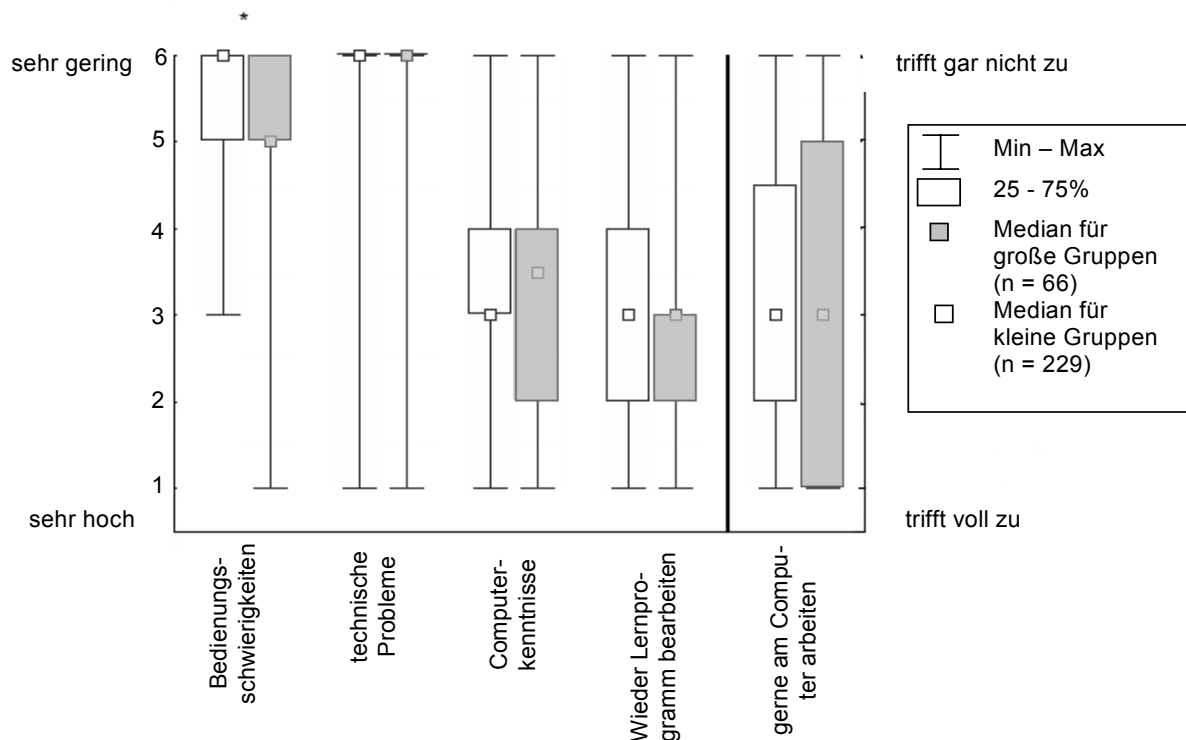 *
sehr gering
6
5
4
3
2
1
sehr hoch
trifft gar nicht zu
trifft voll zu
Min – Max
25 - 75%
Median für
große Gruppen
(n = 66)
Median für
kleine Gruppen
(n = 229)
Bedienungs-
schwierigkeiten
technische
Probleme
Computer-
kenntnisse
Wieder Lernpro-
gramm bearbeiten
gerne am Compu-
ter arbeiten